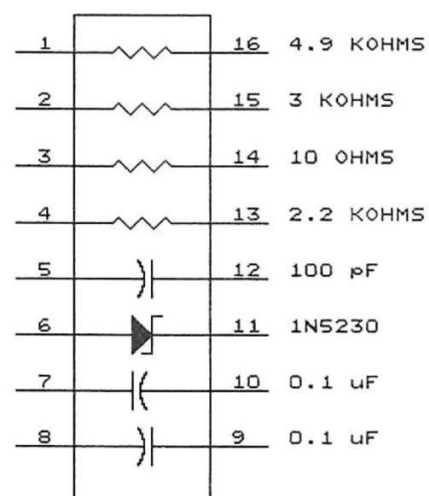 1 16 4.9 KOHMS
2 15 3 KOHMS
3 14 10 OHMS
4 13 2.2 KOHMS
5 12 100 pF
6 11 1N5230
7 10 0.1 uF
8 9 0.1 uF